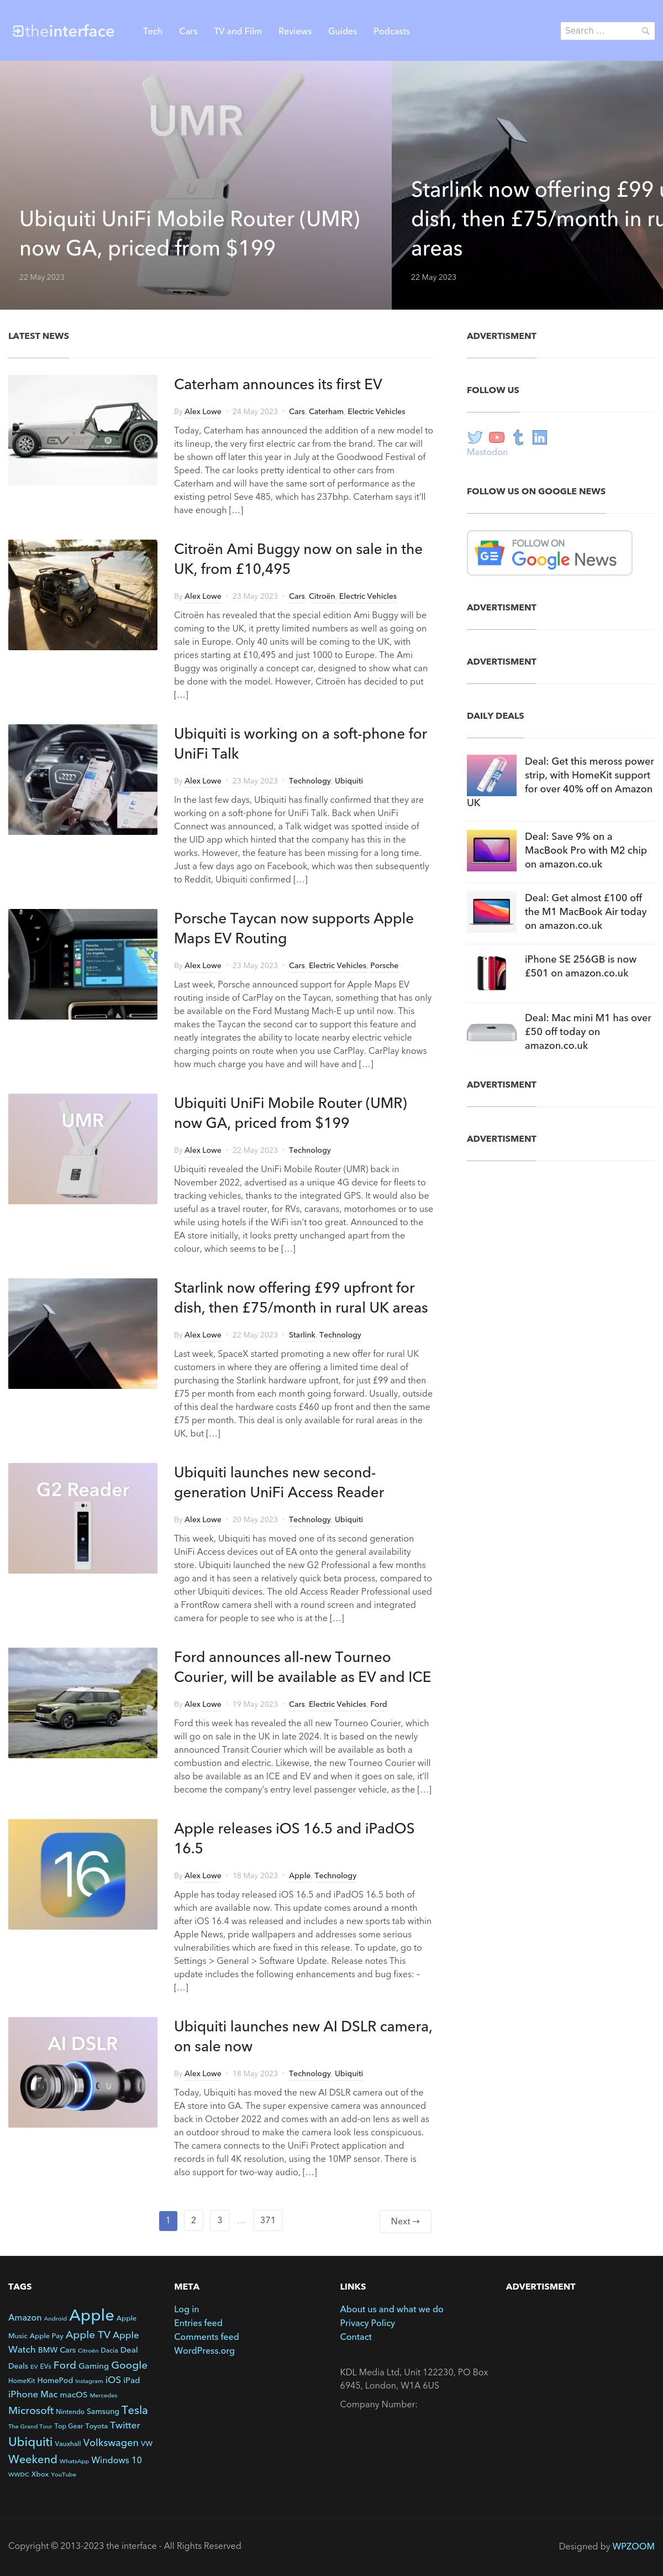 theinterface
Tech
Cars
TV and Film
Reviews
Guides
Podcasts
Search …
UMR
Ubiquiti UniFi Mobile Router (UMR)
now GA, priced from $199
22 May 2023
Starlink now offering £99 u
dish, then £75/month in ru
areas
22 May 2023
LATEST NEWS
Caterham announces its first EV
By Alex Lowe • 24 May 2023 • Cars, Caterham, Electric Vehicles
Today, Caterham has announced the addition of a new model to
its lineup, the very first electric car from the brand. The car will
be shown off later this year in July at the Goodwood Festival of
Speed. The car looks pretty identical to other cars from
Caterham and will have the same sort of performance as the
existing petrol Seve 485, which has 237bhp. Caterham says it'll
have enough […]
Citroën Ami Buggy now on sale in the
UK, from £10,495
By Alex Lowe • 23 May 2023 • Cars, Citroën, Electric Vehicles
Citroën has revealed that the special edition Ami Buggy will be
coming to the UK, it pretty limited numbers as well as going on
sale in Europe. Only 40 units will be coming to the UK, with
prices starting at £10,495 and just 1000 to Europe. The Ami
Buggy was originally a concept car, designed to show what can
be done with the model. However, Citroën has decided to put
[…]
Ubiquiti is working on a soft-phone for
UniFi Talk
By Alex Lowe • 23 May 2023 • Technology, Ubiquiti
In the last few days, Ubiquiti has finally confirmed that they are
working on a soft-phone for UniFi Talk. Back when UniFi
Connect was announced, a Talk widget was spotted inside of
the UID app which hinted that the company has this in the
works. However, the feature has been missing for a long time.
Just a few days ago on Facebook, which was then subsequently
to Reddit, Ubiquiti confirmed […]
Porsche Taycan now supports Apple
Maps EV Routing
By Alex Lowe • 23 May 2023 • Cars, Electric Vehicles, Porsche
Last week, Porsche announced support for Apple Maps EV
routing inside of CarPlay on the Taycan, something that has only
be available on the Ford Mustang Mach-E up until now. This
makes the Taycan the second car to support this feature and
neatly integrates the ability to locate nearby electric vehicle
charging points on route when you use CarPlay. CarPlay knows
how much charge you have and will have and […]
UMR
Ubiquiti UniFi Mobile Router (UMR)
now GA, priced from $199
By Alex Lowe • 22 May 2023 • Technology
Ubiquiti revealed the UniFi Mobile Router (UMR) back in
November 2022, advertised as a unique 4G device for fleets to
tracking vehicles, thanks to the integrated GPS. It would also be
useful as a travel router, for RVs, caravans, motorhomes or to use
while using hotels if the WiFi isn't too great. Announced to the
EA store initially, it looks pretty unchanged apart from the
colour, which seems to be […]
Starlink now offering £99 upfront for
dish, then £75/month in rural UK areas
By Alex Lowe • 22 May 2023 • Starlink, Technology
Last week, SpaceX started promoting a new offer for rural UK
customers in where they are offering a limited time deal of
purchasing the Starlink hardware upfront, for just £99 and then
£75 per month from each month going forward. Usually, outside
of this deal the hardware costs £460 up front and then the same
£75 per month. This deal is only available for rural areas in the
UK, but […]
G2 Reader
Ubiquiti launches new second-
generation UniFi Access Reader
By Alex Lowe • 20 May 2023 • Technology, Ubiquiti
This week, Ubiquiti has moved one of its second generation
UniFi Access devices out of EA onto the general availability
store. Ubiquiti launched the new G2 Professional a few months
ago and it has seen a relatively quick beta process, compared to
other Ubiquiti devices. The old Access Reader Professional used
a FrontRow camera shell with a round screen and integrated
camera for people to see who is at the […]
Ford announces all-new Tourneo
Courier, will be available as EV and ICE
By Alex Lowe • 19 May 2023 • Cars, Electric Vehicles, Ford
Ford this week has revealed the all new Tourneo Courier, which
will go on sale in the UK in late 2024. It is based on the newly
announced Transit Courier which will be available as both a
combustion and electric. Likewise, the new Tourneo Courier will
also be available as an ICE and EV and when it goes on sale, it'll
become the company's entry level passenger vehicle, as the […]
16
Apple releases iOS 16.5 and iPadOS
16.5
By Alex Lowe • 18 May 2023 • Apple, Technology
Apple has today released iOS 16.5 and iPadOS 16.5 both of
which are available now. This update comes around a month
after iOS 16.4 was released and includes a new sports tab within
Apple News, pride wallpapers and addresses some serious
vulnerabilities which are fixed in this release. To update, go to
Settings > General > Software Update. Release notes This
update includes the following enhancements and bug fixes: –
[…]
AI DSLR
Ubiquiti launches new AI DSLR camera,
on sale now
By Alex Lowe • 18 May 2023 • Technology, Ubiquiti
Today, Ubiquiti has moved the new AI DSLR camera out of the
EA store into GA. The super expensive camera was announced
back in October 2022 and comes with an add-on lens as well as
an outdoor shroud to make the camera look less conspicuous.
The camera connects to the UniFi Protect application and
records in full 4K resolution, using the 10MP sensor. There is
also support for two-way audio, […]
1 2 3 … 371 Next →
ADVERTISMENT
FOLLOW US
Mastodon
FOLLOW US ON GOOGLE NEWS
FOLLOW ON
Google News
ADVERTISMENT
ADVERTISMENT
DAILY DEALS
Deal: Get this meross power
strip, with HomeKit support
for over 40% off on Amazon
UK
Deal: Save 9% on a
MacBook Pro with M2 chip
on amazon.co.uk
Deal: Get almost £100 off
the M1 MacBook Air today
on amazon.co.uk
iPhone SE 256GB is now
£501 on amazon.co.uk
Deal: Mac mini M1 has over
£50 off today on
amazon.co.uk
ADVERTISMENT
ADVERTISMENT
TAGS
Amazon Android Apple Apple
Music Apple Pay Apple TV Apple
Watch BMW Cars Citroën Dacia Deal
Deals EV EVs Ford Gaming Google
HomeKit HomePod Instagram iOS iPad
iPhone Mac macOS Mercedes
Microsoft Nintendo Samsung Tesla
The Grand Tour Top Gear Toyota Twitter
Ubiquiti Vauxhall Volkswagen VW
Weekend WhatsApp Windows 10
WWDC Xbox YouTube
META
Log in
Entries feed
Comments feed
WordPress.org
LINKS
About us and what we do
Privacy Policy
Contact
KDL Media Ltd, Unit 122230, PO Box
6945, London, W1A 6US
Company Number:
ADVERTISMENT
Copyright © 2013-2023 the interface - All Rights Reserved
Designed by WPZOOM